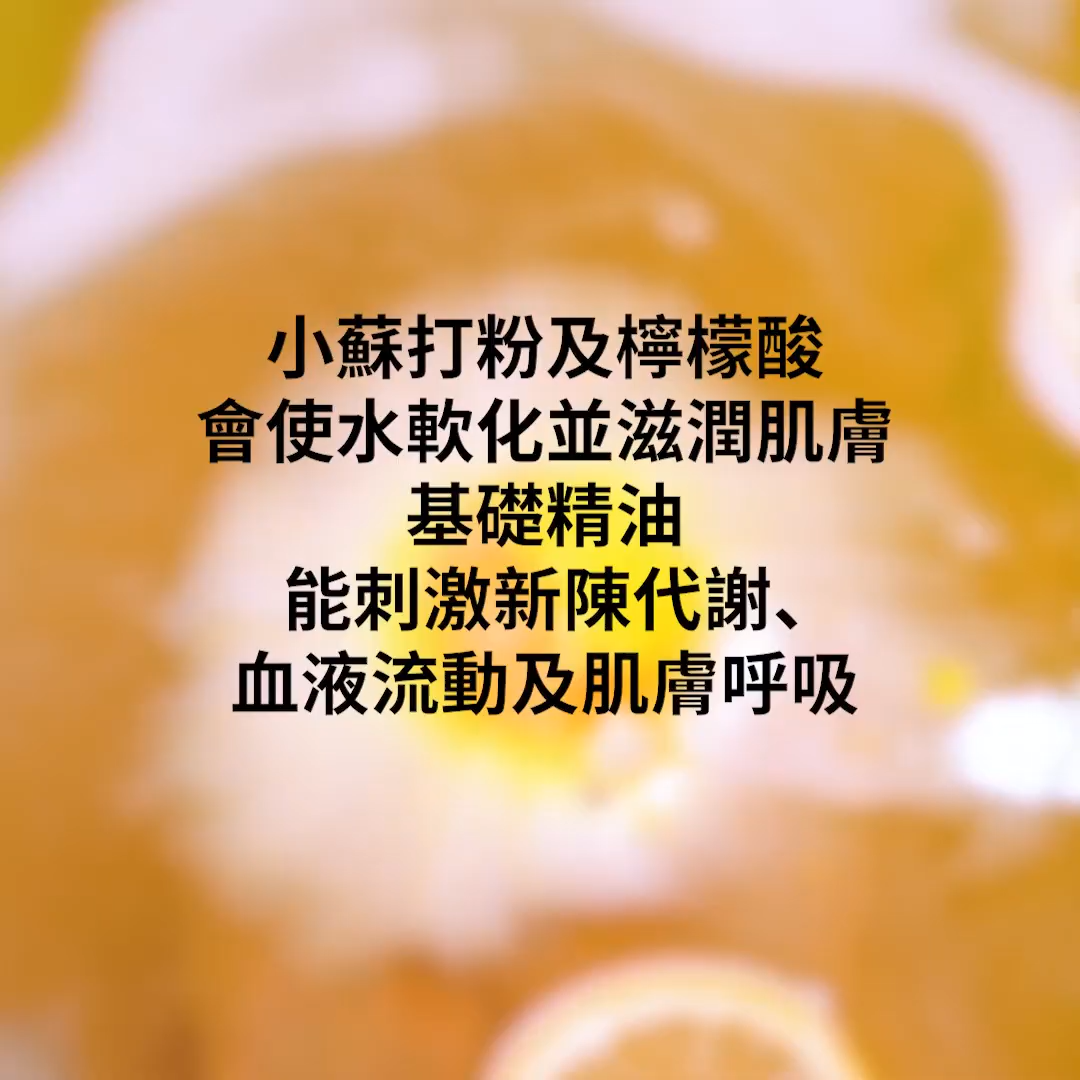 小蘇打粉及檸檬酸
會使水軟化並滋潤肌膚
基礎精油
能刺激新陳代謝、
血液流動及肌膚呼吸